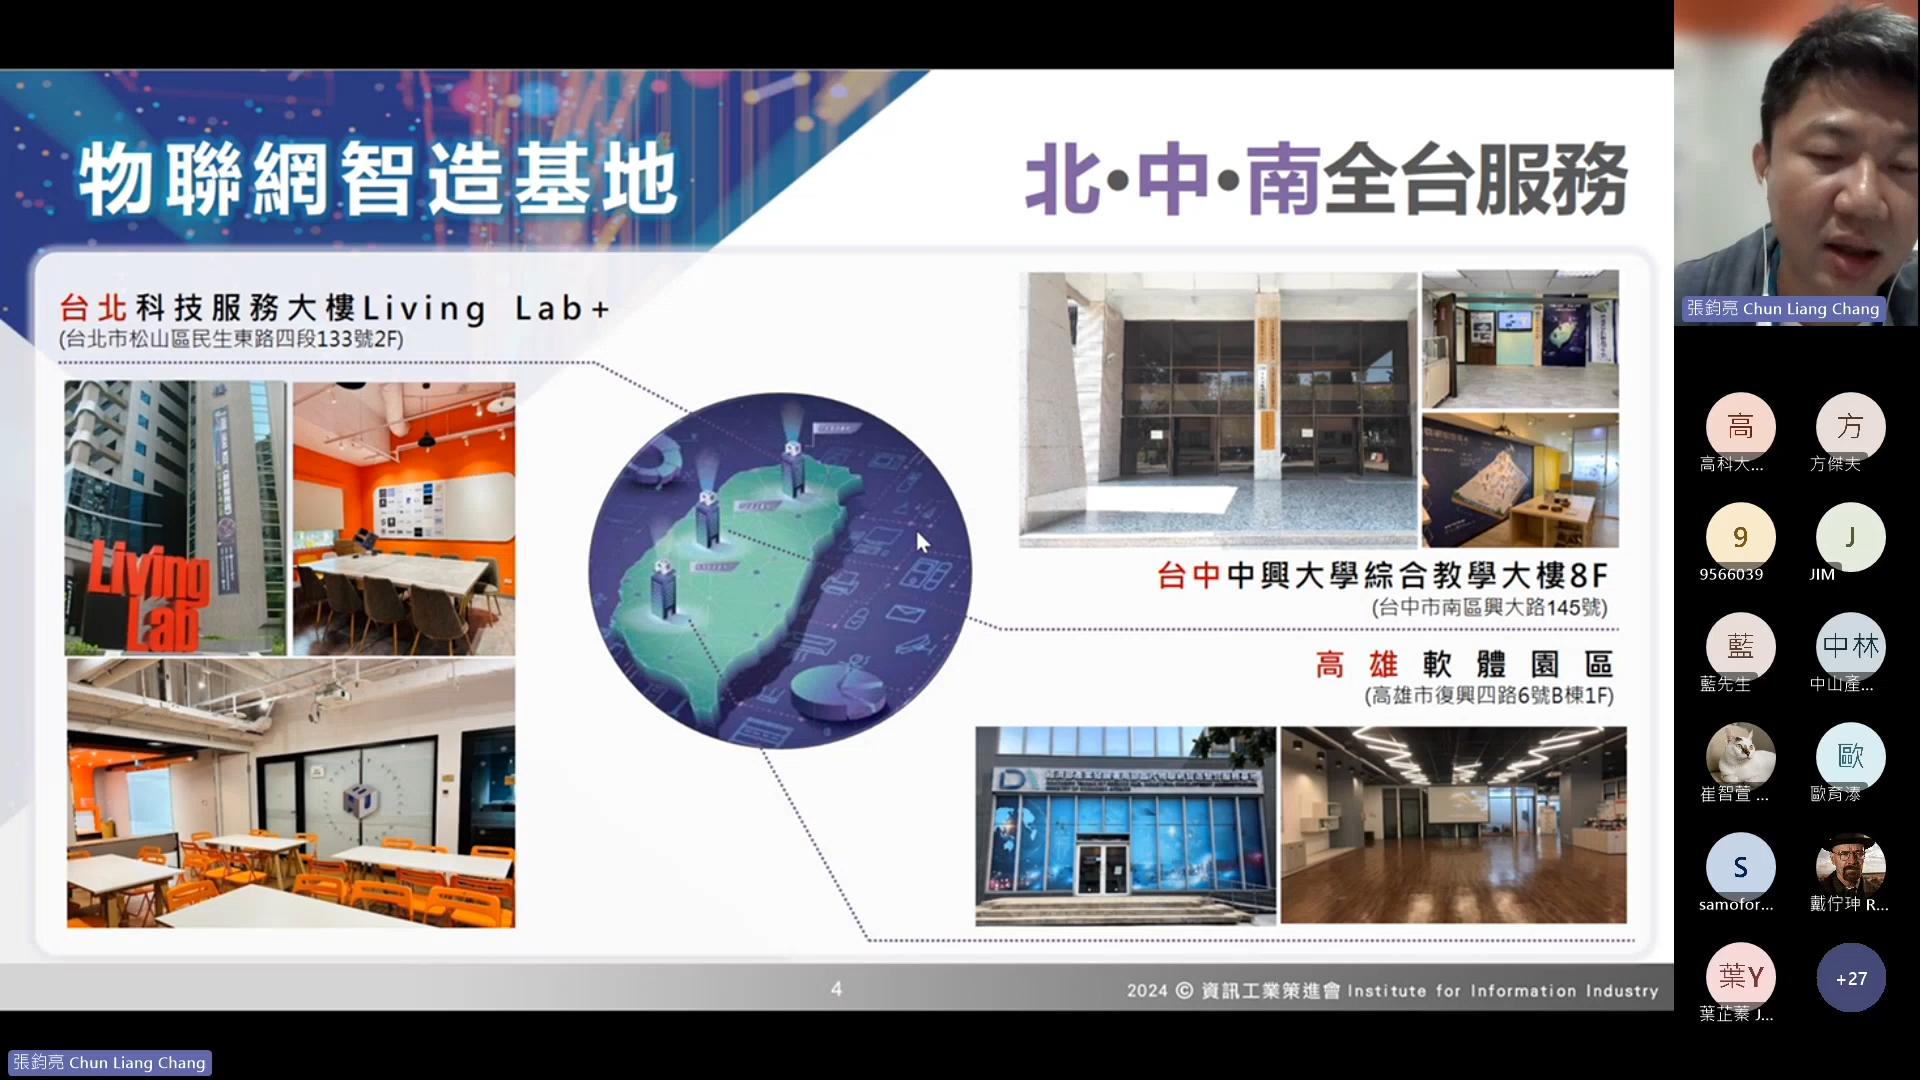 物聯網智造基地
北•中•南全台服務
台北科技服務大樓Living Lab+
(台北市松山區民生東路四段133號2F)
Living
Lab
台中中興大學綜合教學大樓8F
(台中市南區興大路145號)
高雄軟體園區
(高雄市復興四路6號B棟1F)
4
2024 © 資訊工業策進會 Institute for Information Industry
張鈞亮 Chun Liang Chang
張鈞亮 Chun Liang Chang
高
方
高科大...
方傑夫
9
J
9566039
JIM
藍
中林
藍先生
中山產...
歐
崔智萱 ...
歐育溙
S
samofor...
戴佇珅 R...
葉Y
+27
葉芷蓁 J...